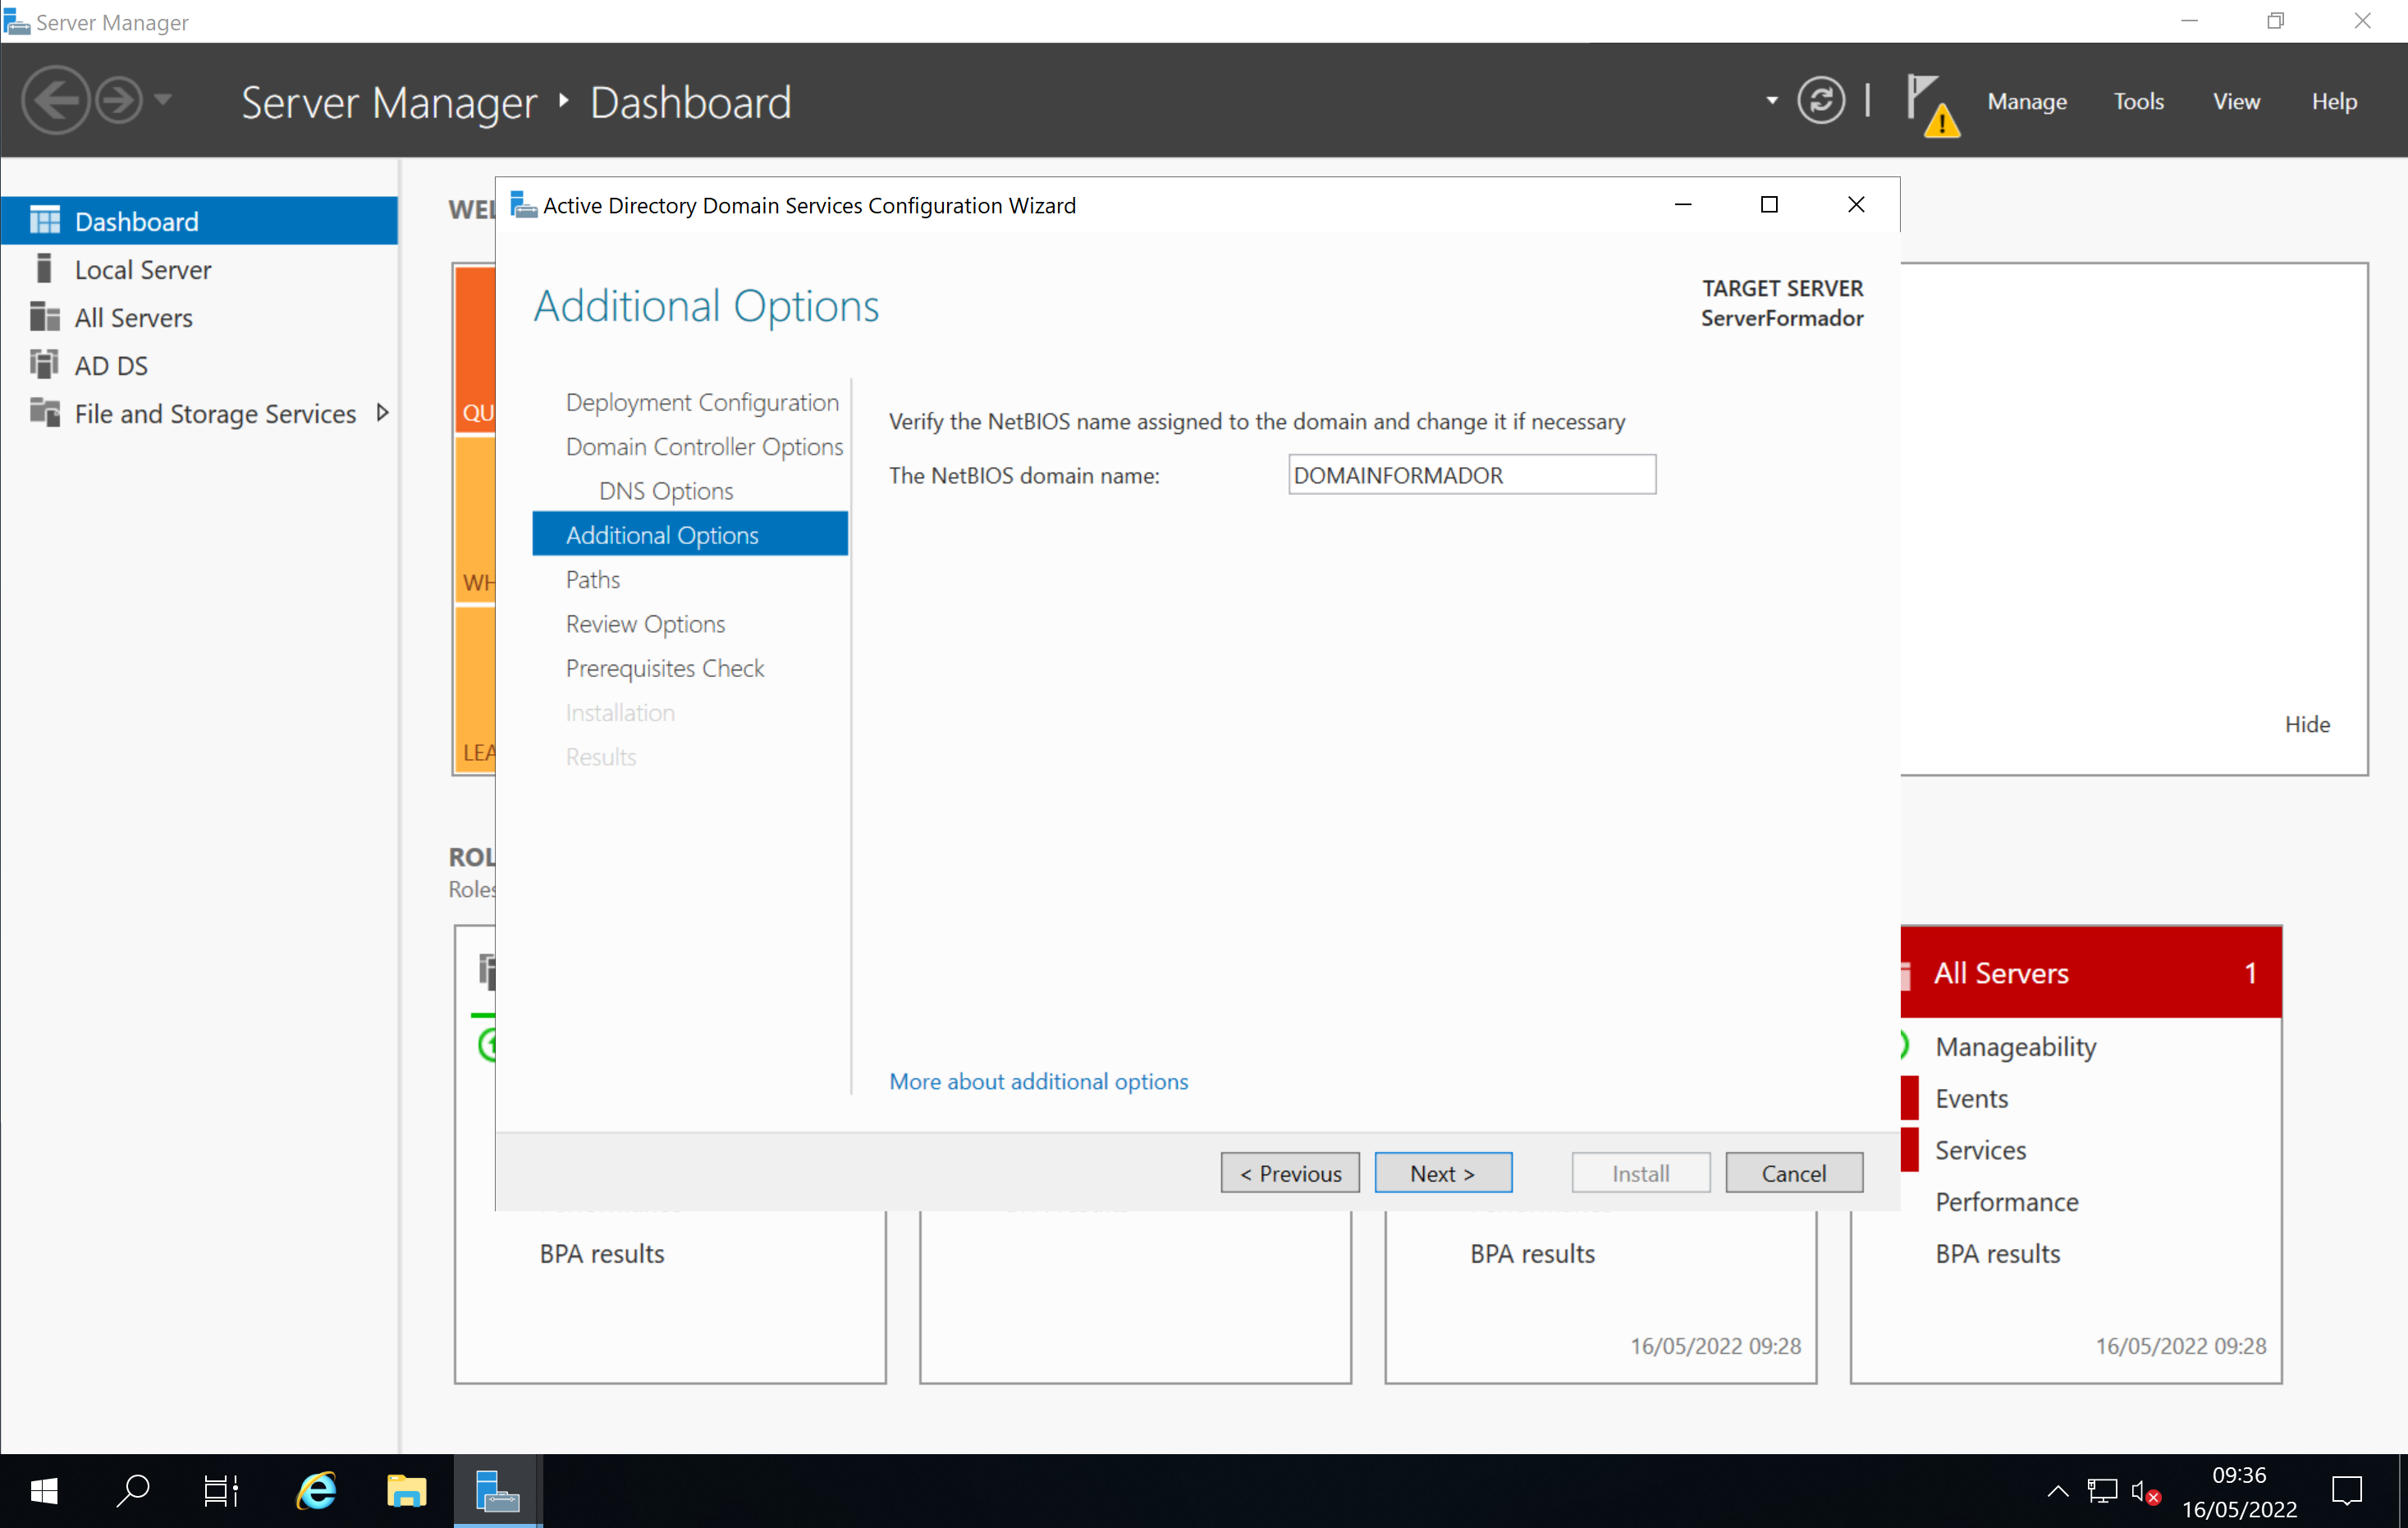 Server Manager
Server Manager Dashboard
Manage Tools View Help
Dashboard
Local Server
All Servers
AD DS
File and Storage Services
Active Directory Domain Services Configuration Wizard
Additional Options
TARGET SERVER
ServerFormador
Deployment Configuration
Domain Controller Options
DNS Options
Additional Options
Paths
Review Options
Prerequisites Check
Installation
Results
Verify the NetBIOS name assigned to the domain and change it if necessary
The NetBIOS domain name: DOMAINFORMADOR
More about additional options
< Previous Next > Install Cancel
Hide
Roles
All Servers 1
Manageability
Events
Services
Performance
BPA results
16/05/2022 09:28
BPA results
BPA results
16/05/2022 09:28
09:36
16/05/2022